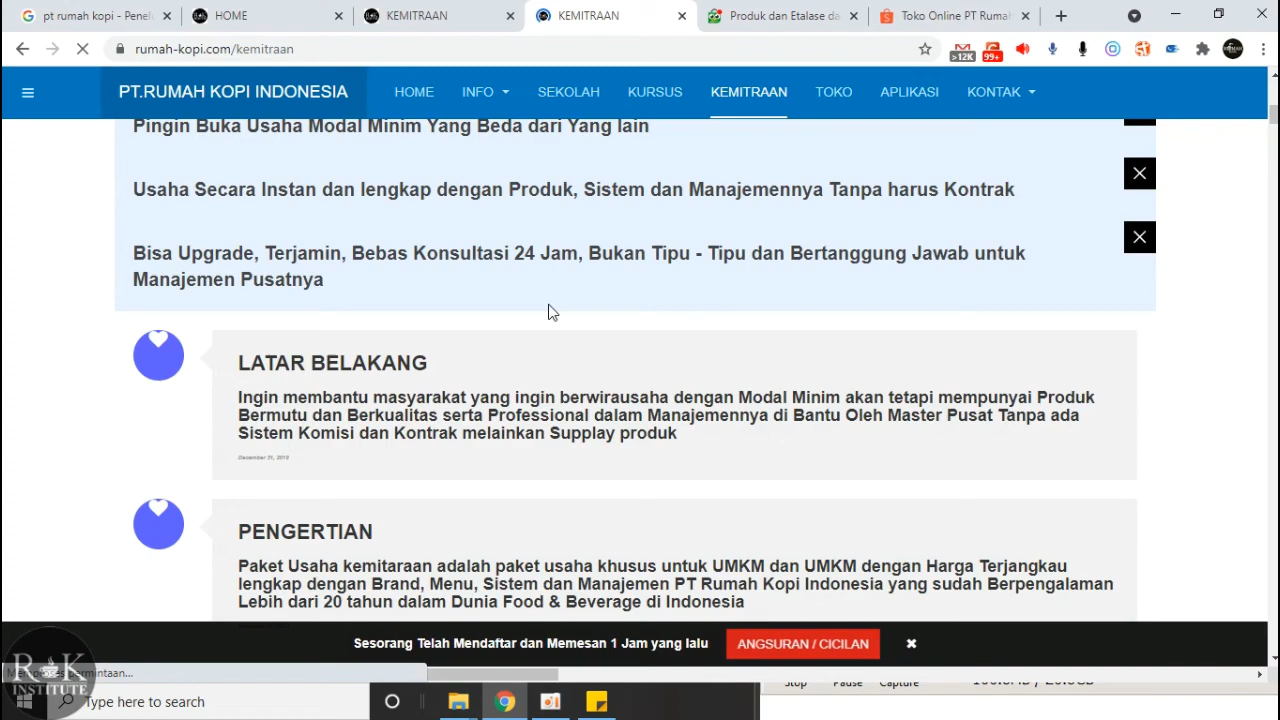 pt rumah kopi - Penel
HOME
KEMITRAAN
KEMITRAAN
Produk dan Etalase da
Toko Online PT Rumah
rumah-kopi.com/kemitraan
>12K
99+
PT.RUMAH KOPI INDONESIA
HOME
INFO
SEKOLAH
KURSUS
KEMITRAAN
TOKO
APLIKASI
KONTAK
Pingin Buka Usaha Modal Minim Yang Beda dari Yang lain
Usaha Secara Instan dan lengkap dengan Produk, Sistem dan Manajemennya Tanpa harus Kontrak
Bisa Upgrade, Terjamin, Bebas Konsultasi 24 Jam, Bukan Tipu - Tipu dan Bertanggung Jawab untuk
Manajemen Pusatnya
LATAR BELAKANG
Ingin membantu masyarakat yang ingin berwirausaha dengan Modal Minim akan tetapi mempunyai Produk
Bermutu dan Berkualitas serta Professional dalam Manajemennya di Bantu Oleh Master Pusat Tanpa ada
Sistem Komisi dan Kontrak melainkan Supplay produk
PENGERTIAN
Paket Usaha kemitaraan adalah paket usaha khusus untuk UMKM dan UMKM dengan Harga Terjangkau
lengkap dengan Brand, Menu, Sistem dan Manajemen PT Rumah Kopi Indonesia yang sudah Berpengalaman
Lebih dari 20 tahun dalam Dunia Food & Beverage di Indonesia
Sesorang Telah Mendaftar dan Memesan 1 Jam yang lalu
ANGSURAN / CICILAN
R K
INSTITUTE
permintaan...
Type here to search
Stop
Pause
Capture